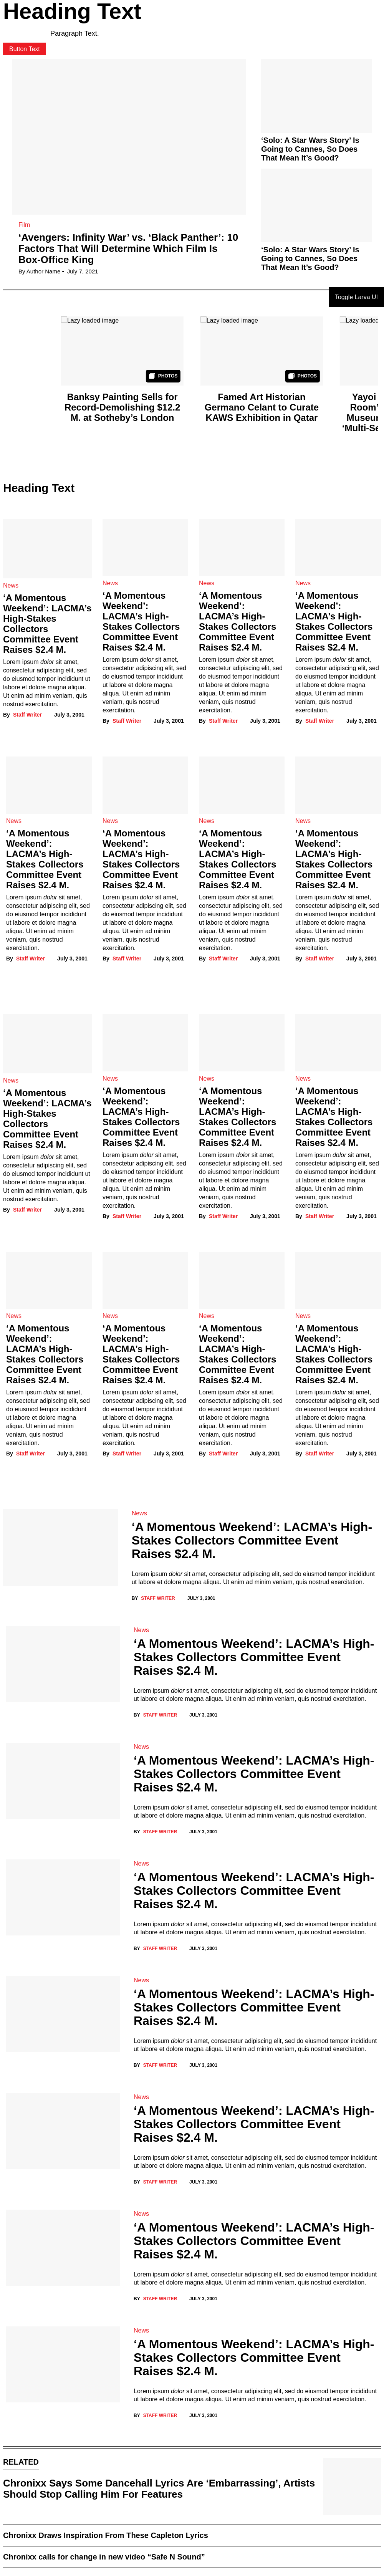 Heading Text
Paragraph Text.
Button Text
Film
‘Avengers: Infinity War’ vs. ‘Black Panther’: 10
Factors That Will Determine Which Film Is
Box-Office King
By Author Name • July 7, 2021
‘Solo: A Star Wars Story’ Is
Going to Cannes, So Does
That Mean It’s Good?
‘Solo: A Star Wars Story’ Is
Going to Cannes, So Does
That Mean It’s Good?
Toggle Larva UI
Lazy loaded image
PHOTOS
Banksy Painting Sells for
Record-Demolishing $12.2
M. at Sotheby’s London
Lazy loaded image
PHOTOS
Famed Art Historian
Germano Celant to Curate
KAWS Exhibition in Qatar
Lazy loaded
Yayoi
Room’
Museum
‘Multi-Se
Heading Text
News
‘A Momentous
Weekend’: LACMA’s
High-Stakes
Collectors
Committee Event
Raises $2.4 M.
Lorem ipsum dolor sit amet,
consectetur adipiscing elit, sed
do eiusmod tempor incididunt ut
labore et dolore magna aliqua.
Ut enim ad minim veniam, quis
nostrud exercitation.
By Staff Writer July 3, 2001
News
‘A Momentous
Weekend’:
LACMA’s High-
Stakes Collectors
Committee Event
Raises $2.4 M.
Lorem ipsum dolor sit amet,
consectetur adipiscing elit, sed
do eiusmod tempor incididunt
ut labore et dolore magna
aliqua. Ut enim ad minim
veniam, quis nostrud
exercitation.
By Staff Writer July 3, 2001
News
‘A Momentous
Weekend’:
LACMA’s High-
Stakes Collectors
Committee Event
Raises $2.4 M.
Lorem ipsum dolor sit amet,
consectetur adipiscing elit, sed
do eiusmod tempor incididunt
ut labore et dolore magna
aliqua. Ut enim ad minim
veniam, quis nostrud
exercitation.
By Staff Writer July 3, 2001
News
‘A Momentous
Weekend’:
LACMA’s High-
Stakes Collectors
Committee Event
Raises $2.4 M.
Lorem ipsum dolor sit amet,
consectetur adipiscing elit, sed
do eiusmod tempor incididunt
ut labore et dolore magna
aliqua. Ut enim ad minim
veniam, quis nostrud
exercitation.
By Staff Writer July 3, 2001
News
‘A Momentous
Weekend’:
LACMA’s High-
Stakes Collectors
Committee Event
Raises $2.4 M.
Lorem ipsum dolor sit amet,
consectetur adipiscing elit, sed
do eiusmod tempor incididunt
ut labore et dolore magna
aliqua. Ut enim ad minim
veniam, quis nostrud
exercitation.
By Staff Writer July 3, 2001
News
‘A Momentous
Weekend’:
LACMA’s High-
Stakes Collectors
Committee Event
Raises $2.4 M.
Lorem ipsum dolor sit amet,
consectetur adipiscing elit, sed
do eiusmod tempor incididunt
ut labore et dolore magna
aliqua. Ut enim ad minim
veniam, quis nostrud
exercitation.
By Staff Writer July 3, 2001
News
‘A Momentous
Weekend’:
LACMA’s High-
Stakes Collectors
Committee Event
Raises $2.4 M.
Lorem ipsum dolor sit amet,
consectetur adipiscing elit, sed
do eiusmod tempor incididunt
ut labore et dolore magna
aliqua. Ut enim ad minim
veniam, quis nostrud
exercitation.
By Staff Writer July 3, 2001
News
‘A Momentous
Weekend’:
LACMA’s High-
Stakes Collectors
Committee Event
Raises $2.4 M.
Lorem ipsum dolor sit amet,
consectetur adipiscing elit, sed
do eiusmod tempor incididunt
ut labore et dolore magna
aliqua. Ut enim ad minim
veniam, quis nostrud
exercitation.
By Staff Writer July 3, 2001
News
‘A Momentous
Weekend’: LACMA’s
High-Stakes
Collectors
Committee Event
Raises $2.4 M.
Lorem ipsum dolor sit amet,
consectetur adipiscing elit, sed
do eiusmod tempor incididunt ut
labore et dolore magna aliqua.
Ut enim ad minim veniam, quis
nostrud exercitation.
By Staff Writer July 3, 2001
News
‘A Momentous
Weekend’:
LACMA’s High-
Stakes Collectors
Committee Event
Raises $2.4 M.
Lorem ipsum dolor sit amet,
consectetur adipiscing elit, sed
do eiusmod tempor incididunt
ut labore et dolore magna
aliqua. Ut enim ad minim
veniam, quis nostrud
exercitation.
By Staff Writer July 3, 2001
News
‘A Momentous
Weekend’:
LACMA’s High-
Stakes Collectors
Committee Event
Raises $2.4 M.
Lorem ipsum dolor sit amet,
consectetur adipiscing elit, sed
do eiusmod tempor incididunt
ut labore et dolore magna
aliqua. Ut enim ad minim
veniam, quis nostrud
exercitation.
By Staff Writer July 3, 2001
News
‘A Momentous
Weekend’:
LACMA’s High-
Stakes Collectors
Committee Event
Raises $2.4 M.
Lorem ipsum dolor sit amet,
consectetur adipiscing elit, sed
do eiusmod tempor incididunt
ut labore et dolore magna
aliqua. Ut enim ad minim
veniam, quis nostrud
exercitation.
By Staff Writer July 3, 2001
News
‘A Momentous
Weekend’:
LACMA’s High-
Stakes Collectors
Committee Event
Raises $2.4 M.
Lorem ipsum dolor sit amet,
consectetur adipiscing elit, sed
do eiusmod tempor incididunt
ut labore et dolore magna
aliqua. Ut enim ad minim
veniam, quis nostrud
exercitation.
By Staff Writer July 3, 2001
News
‘A Momentous
Weekend’:
LACMA’s High-
Stakes Collectors
Committee Event
Raises $2.4 M.
Lorem ipsum dolor sit amet,
consectetur adipiscing elit, sed
do eiusmod tempor incididunt
ut labore et dolore magna
aliqua. Ut enim ad minim
veniam, quis nostrud
exercitation.
By Staff Writer July 3, 2001
News
‘A Momentous
Weekend’:
LACMA’s High-
Stakes Collectors
Committee Event
Raises $2.4 M.
Lorem ipsum dolor sit amet,
consectetur adipiscing elit, sed
do eiusmod tempor incididunt
ut labore et dolore magna
aliqua. Ut enim ad minim
veniam, quis nostrud
exercitation.
By Staff Writer July 3, 2001
News
‘A Momentous
Weekend’:
LACMA’s High-
Stakes Collectors
Committee Event
Raises $2.4 M.
Lorem ipsum dolor sit amet,
consectetur adipiscing elit, sed
do eiusmod tempor incididunt
ut labore et dolore magna
aliqua. Ut enim ad minim
veniam, quis nostrud
exercitation.
By Staff Writer July 3, 2001
News
‘A Momentous Weekend’: LACMA’s High-
Stakes Collectors Committee Event
Raises $2.4 M.
Lorem ipsum dolor sit amet, consectetur adipiscing elit, sed do eiusmod tempor incididunt
ut labore et dolore magna aliqua. Ut enim ad minim veniam, quis nostrud exercitation.
BY STAFF WRITER JULY 3, 2001
News
‘A Momentous Weekend’: LACMA’s High-
Stakes Collectors Committee Event
Raises $2.4 M.
Lorem ipsum dolor sit amet, consectetur adipiscing elit, sed do eiusmod tempor incididunt
ut labore et dolore magna aliqua. Ut enim ad minim veniam, quis nostrud exercitation.
BY STAFF WRITER JULY 3, 2001
News
‘A Momentous Weekend’: LACMA’s High-
Stakes Collectors Committee Event
Raises $2.4 M.
Lorem ipsum dolor sit amet, consectetur adipiscing elit, sed do eiusmod tempor incididunt
ut labore et dolore magna aliqua. Ut enim ad minim veniam, quis nostrud exercitation.
BY STAFF WRITER JULY 3, 2001
News
‘A Momentous Weekend’: LACMA’s High-
Stakes Collectors Committee Event
Raises $2.4 M.
Lorem ipsum dolor sit amet, consectetur adipiscing elit, sed do eiusmod tempor incididunt
ut labore et dolore magna aliqua. Ut enim ad minim veniam, quis nostrud exercitation.
BY STAFF WRITER JULY 3, 2001
News
‘A Momentous Weekend’: LACMA’s High-
Stakes Collectors Committee Event
Raises $2.4 M.
Lorem ipsum dolor sit amet, consectetur adipiscing elit, sed do eiusmod tempor incididunt
ut labore et dolore magna aliqua. Ut enim ad minim veniam, quis nostrud exercitation.
BY STAFF WRITER JULY 3, 2001
News
‘A Momentous Weekend’: LACMA’s High-
Stakes Collectors Committee Event
Raises $2.4 M.
Lorem ipsum dolor sit amet, consectetur adipiscing elit, sed do eiusmod tempor incididunt
ut labore et dolore magna aliqua. Ut enim ad minim veniam, quis nostrud exercitation.
BY STAFF WRITER JULY 3, 2001
News
‘A Momentous Weekend’: LACMA’s High-
Stakes Collectors Committee Event
Raises $2.4 M.
Lorem ipsum dolor sit amet, consectetur adipiscing elit, sed do eiusmod tempor incididunt
ut labore et dolore magna aliqua. Ut enim ad minim veniam, quis nostrud exercitation.
BY STAFF WRITER JULY 3, 2001
News
‘A Momentous Weekend’: LACMA’s High-
Stakes Collectors Committee Event
Raises $2.4 M.
Lorem ipsum dolor sit amet, consectetur adipiscing elit, sed do eiusmod tempor incididunt
ut labore et dolore magna aliqua. Ut enim ad minim veniam, quis nostrud exercitation.
BY STAFF WRITER JULY 3, 2001
RELATED
Chronixx Says Some Dancehall Lyrics Are ‘Embarrassing’, Artists
Should Stop Calling Him For Features
Chronixx Draws Inspiration From These Capleton Lyrics
Chronixx calls for change in new video “Safe N Sound”